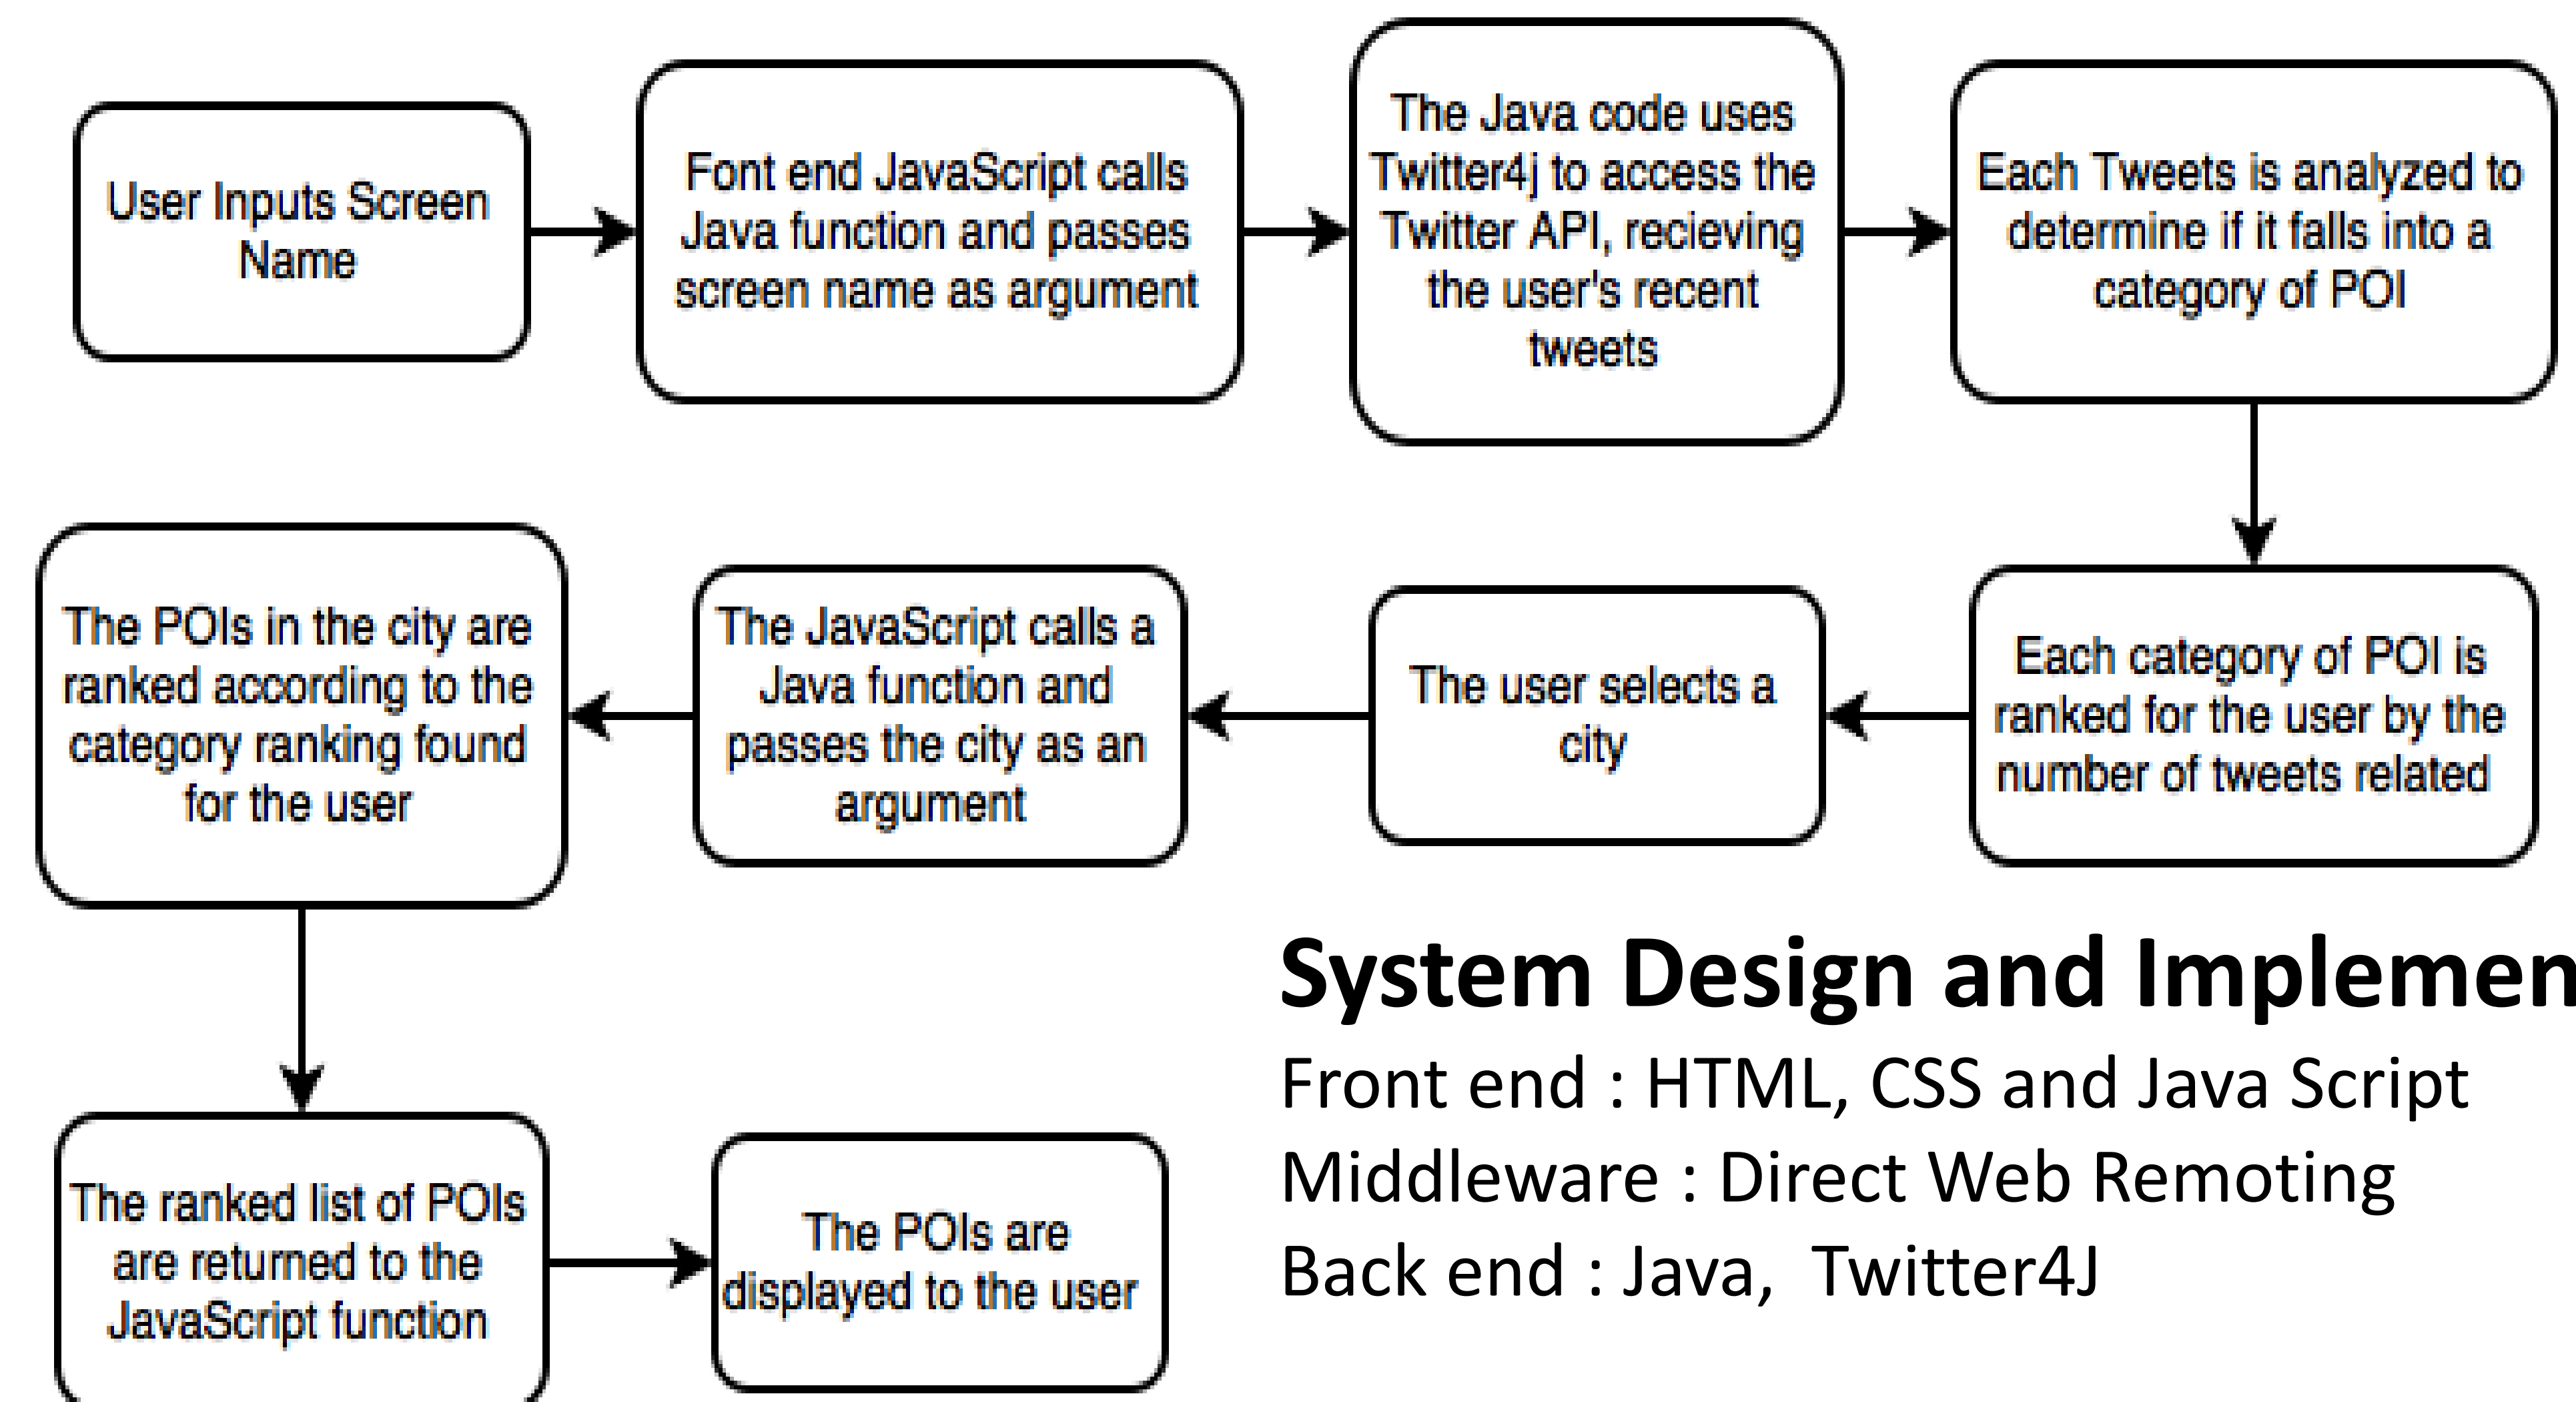 User Inputs Screen
Name
Font end JavaScript calls
Java function and passes
screen name as argument
The Java code uses
Twitter4j to access the
Twitter API, recieving
the user's recent
tweets
Each Tweets is analyzed to
determine if it falls into a
category of POI
Each category of POI is
ranked for the user by the
number of tweets related
The user selects a
city
The JavaScript calls a
Java function and
passes the city as an
argument
The POIs in the city are
ranked according to the
category ranking found
for the user
The ranked list of POIs
are returned to the
JavaScript function
The POIs are
displayed to the user
System Design and Implemen
Front end : HTML, CSS and Java Script
Middleware : Direct Web Remoting
Back end : Java, Twitter4J